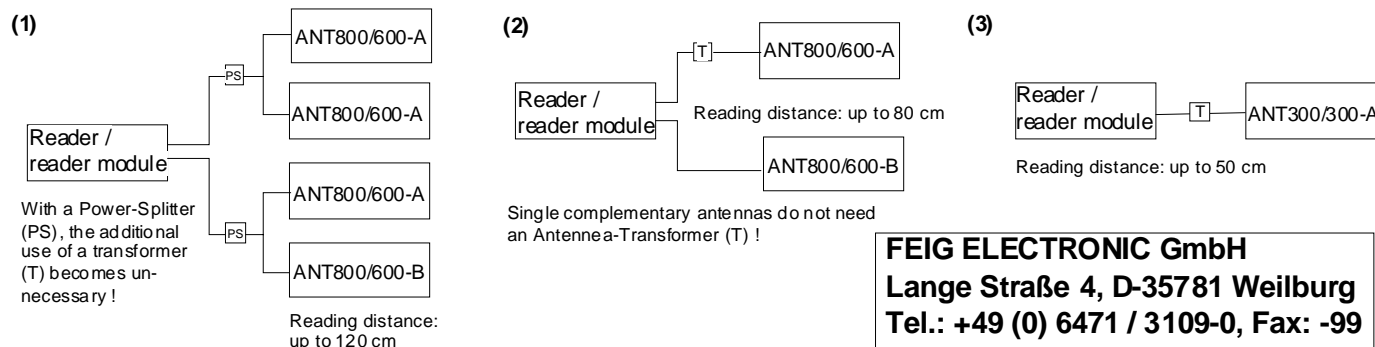 (1)
ANT800/600-A
PS
ANT800/600-A
Reader /
reader module
ANT800/600-A
PS
ANT800/600-B
With a Power-Splitter
(PS), the additional
use of a transformer
(T) becomes un-
necessary !
Reading distance:
up to 120 cm
(2)
T
ANT800/600-A
Reader /
reader module
Reading distance: up to 80 cm
ANT800/600-B
Single complementary antennas do not need
an Antennea-Transformer (T) !
(3)
Reader /
reader module
T
ANT300/300-A
Reading distance: up to 50 cm
FEIG ELECTRONIC GmbH
Lange Straße 4, D-35781 Weilburg
Tel.: +49 (0) 6471 / 3109-0, Fax: -99